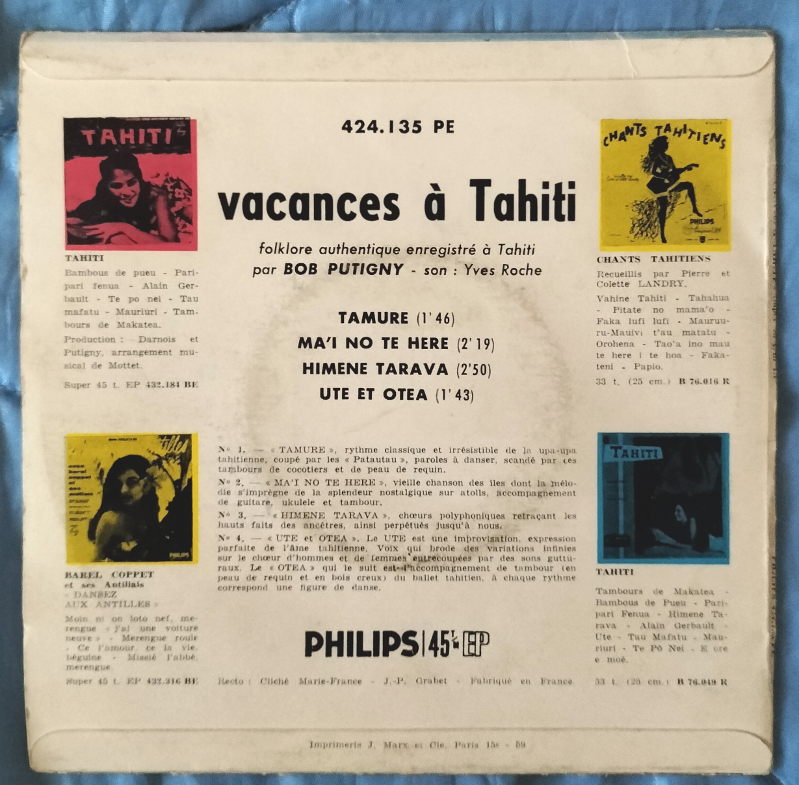 424.135 PE
vacances à Tahiti
folklore authentique enregistré à Tahiti
par BOB PUTIGNY - son : Yves Roche
TAMURE (1'46)
MA'I NO TE HERE (2'19)
HIMENE TARAVA (2'50)
UTE ET OTEA (1'43)
TAHITI
TAHITI
Bambous de pueu - Pari-
pari fenua - Alain Ger-
bault - Te po nei - Tau
mafatu - Mauriuri - Tam-
bours de Makatea.
Production : Darnois et
Putigny, arrangement mu-
sical de Mottet.
Super 45 t. EP 432.184 BE
CHANTS TAHITIENS
PHILIPS
CHANTS TAHITIENS
Recueillis par Pierre et
Colette LANDRY.
Vahine Tahiti - Tahahua
- Pitate no mama'o -
Faka lufi lufi - Mauruu-
ru-Mauivi t'au matatu -
Orohena - Tao'a ino mau
te here i te hoa - Faka-
teni - Papio.
33 t. (25 cm.) B 76.016 R
Nº 1. — « TAMURE », rythme classique et irrésistible de la upa-upa
tahitienne, coupé par les « Patautau », paroles à danser, scandé par ces
tambours de cocotiers et de peau de requin.
Nº 2. — « MA'I NO TE HERE », vieille chanson des îles dont la mélo-
die s'imprègne de la splendeur nostalgique sur atolls, accompagnement
de guitare, ukulele et tambour.
Nº 3. — « HIMENE TARAVA », chœurs polyphoniques retraçant les
hauts faits des ancêtres, ainsi perpétués jusqu'à nous.
Nº 4. — « UTE et OTEA ». Le UTE est une improvisation, expression
parfaite de l'âme tahitienne. Voix qui brode des variations infinies
sur le chœur d'hommes et de femmes entrecoupées par des sons guttu-
raux. Le « OTEA » qui le suit est l'accompagnement de tambour (en
peau de requin et en bois creux) du ballet tahitien, à chaque rythme
correspond une figure de danse.
PHILIPS
BAREL COPPET
et ses Antillais
« DANSEZ
AUX ANTILLES »
Moin ni on loto nef, me-
rengue « j'ai une voiture
neuve » - Merengue roule
- Ce l'amour, ce la vie,
béguine - Missié l'abbé,
merengue.
Super 45 t. EP 432.316 BE
TAHITI
TAHITI
Tambours de Makatea -
Bambous de Pueu - Pari-
pari Fenua - Himene Ta-
rava - Alain Gerbault -
Ute - Tau Mafatu - Mau-
riuri - Te Pô Nei - E ore
e moé.
33 t. (25 cm.) B 76.049 R
PHILIPS 45 t. EP
Recto : Cliché Marie-France - J.-P. Grabet - Fabriqué en France
Imprimerie J. Marx et Cie, Paris 15e - 59